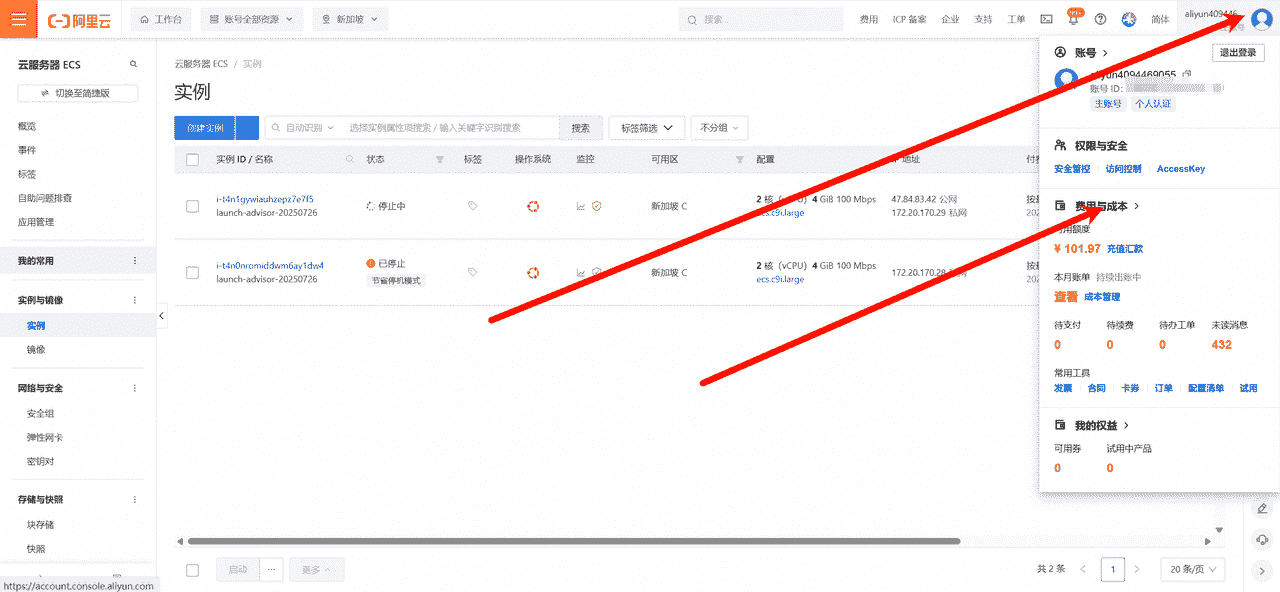 阿里云
工作台
账号全部资源
新加坡
搜索...
费用 ICP 备案 企业 支持 工单
99+
简体
aliyun409446
云服务器 ECS
切换至简捷版
概览
事件
标签
自助问题排查
应用管理
我的常用
实例与镜像
实例
镜像
网络与安全
安全组
弹性网卡
密钥对
存储与快照
块存储
快照
https://account.console.aliyun.com
云服务器 ECS / 实例
实例
创建实例
自动识别
选择实例属性项搜索 / 输入关键字识别搜索
搜索
标签筛选
不分组
实例 ID / 名称 状态 标签 操作系统 监控 可用区 配置 地址
i-t4n1gywiauhzepz7e7f5
launch-advisor-20250726
停止中
新加坡 C
2 核 (vCPU) 4 GiB 100 Mbps
ecs.c9i.large
47.84.83.42 公网
172.20.170.29 私网
i-t4n0nromiddwm6ay1dw4
launch-advisor-20250726
已停止
节省停机模式
新加坡 C
2 核 (vCPU) 4 GiB 100 Mbps
ecs.c9i.large
启动
...
更多
共 2 条
1
20 条/页
账号
退出登录
aliyun4094469055
账号 ID:
主账号 个人认证
权限与安全
安全管控 访问控制 AccessKey
费用与成本
可用额度
¥ 101.97 充值汇款
本月账单 持续出账中
查看 成本管理
待支付 待续费 待办工单 未读消息
0 0 0 432
常用工具
发票 合同 卡券 订单 配置清单 试用
我的权益
可用券 试用中产品
0 0